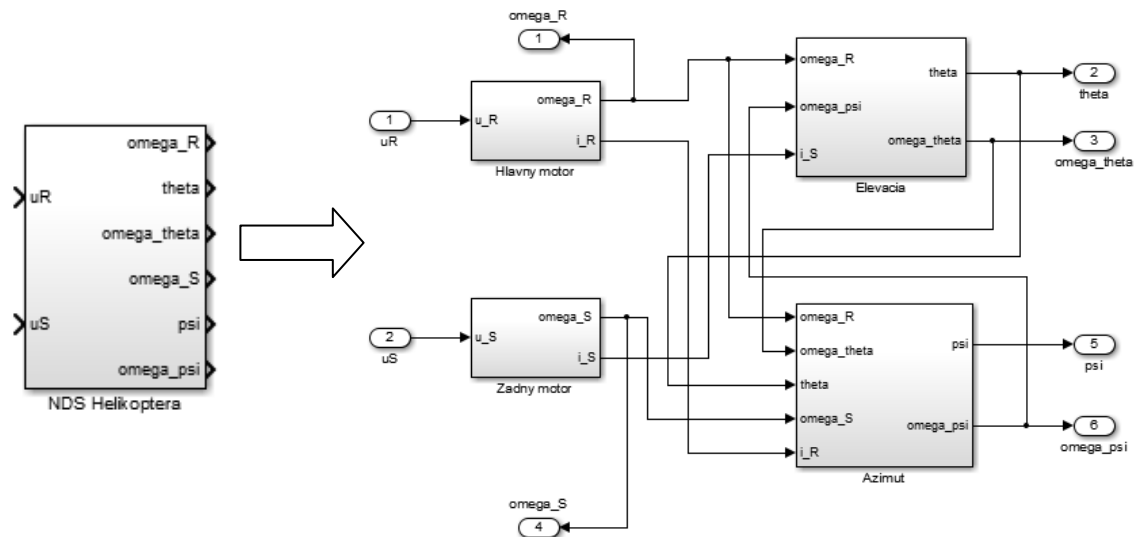 omega_R
theta
omega_theta
omega_S
psi
omega_psi
uR
uS
NDS Helikoptera
omega_R
1
1
uR
u_R
omega_R
i_R
Hlavny motor
omega_R
omega_psi
i_S
theta
omega_theta
Elevacia
2
theta
3
omega_theta
2
uS
u_S
omega_S
i_S
Zadny motor
omega_R
omega_theta
theta
omega_S
i_R
psi
omega_psi
Azimut
5
psi
6
omega_psi
omega_S
4